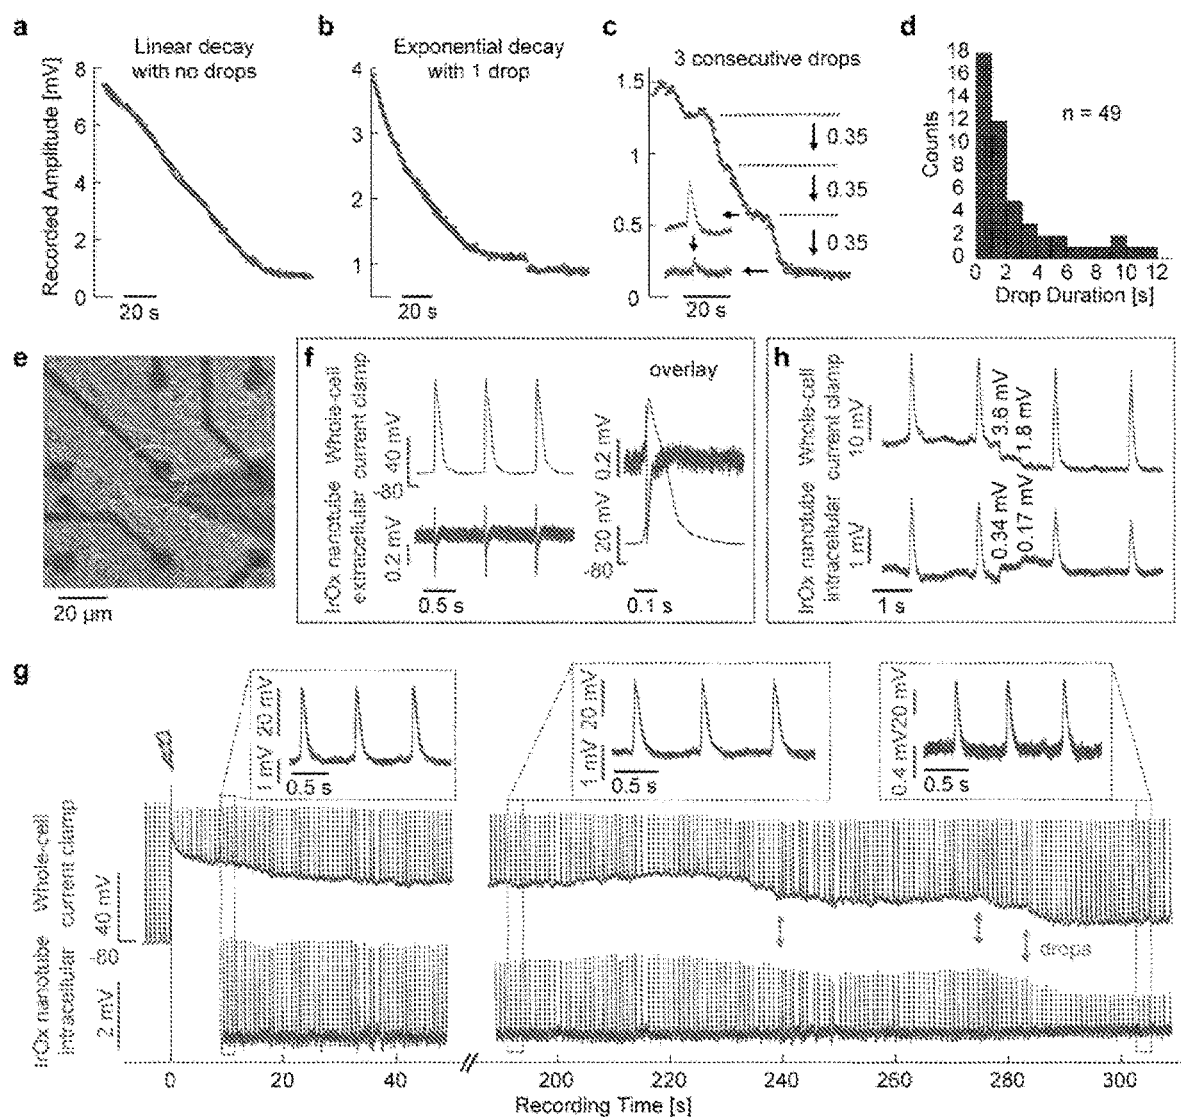 a
Linear decay
with no drops
Recorded Amplitude [mV]
8
6
4
2
0
20 s
b
Exponential decay
with 1 drop
4
3
2
1
20 s
c
3 consecutive drops
1.5
1
0.5
0
0.35
0.35
0.35
20 s
d
Counts
18
16
14
12
10
8
6
4
2
0
n = 49
0 2 4 6 8 10 12
Drop Duration [s]
e
20 µm
f
IrOx nanotube Whole-cell
extracellular current clamp
40 mV
-80
0.2 mV
0.5 s
overlay
0.2 mV
20 mV
-80
0.1 s
h
IrOx nanotube Whole-cell
intracellular current clamp
10 mV
3.6 mV
1.8 mV
1 mV
0.34 mV
0.17 mV
1 s
g
1 mV 20 mV
0.5 s
1 mV 20 mV
0.5 s
0.4 mV 20 mV
0.5 s
IrOx nanotube Whole-cell
intracellular current clamp
40 mV
-80
2 mV
drops
0 20 40 200 220 240 260 280 300
Recording Time [s]